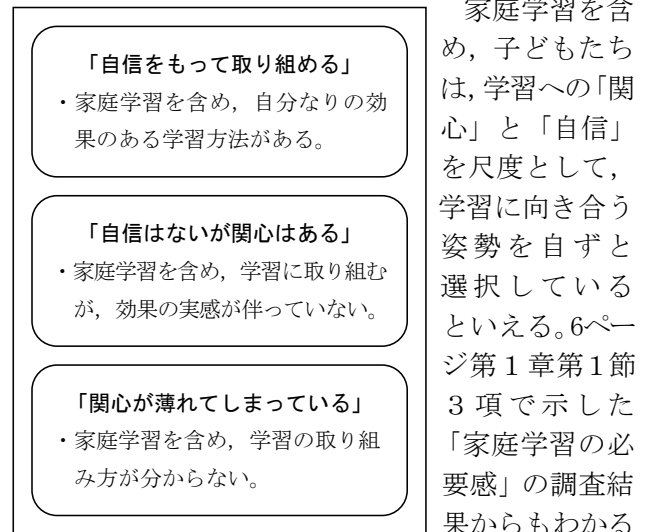 「自信をもって取り組める」
・家庭学習を含め，自分なりの効
果のある学習方法がある。
「自信はないが関心はある」
・家庭学習を含め，学習に取り組む
が，効果の実感が伴っていない。
「関心が薄れてしまっている」
・家庭学習を含め，学習の取り組
み方が分からない。
家庭学習を含
め，子どもたち
は，学習への「関
心」と「自信」
を尺度として，
学習に向き合う
姿勢を自ずと
選択している
といえる。6ペー
ジ第１章第１節
３項で示した
「家庭学習の必
要感」の調査結
果からもわかる